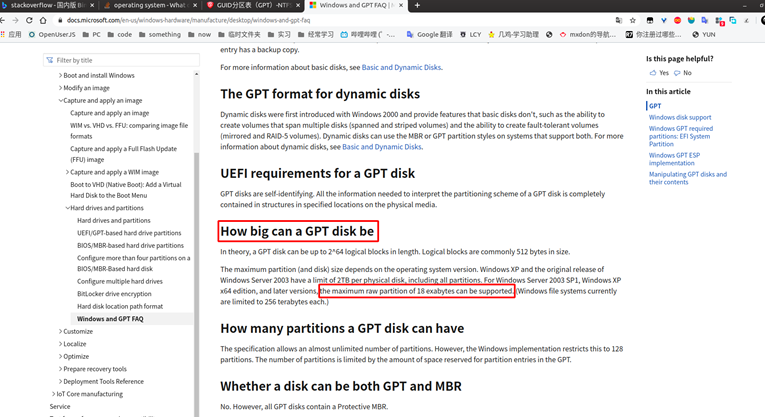 stackoverflow - 国内版 B
operating system - What s
GUID分区表（GPT）-NTFS
Windows and GPT FAQ | M
docs.microsoft.com/en-us/windows-hardware/manufacture/desktop/windows-and-gpt-faq
应用 OpenUserJS PC code something now 临时文件夹 实习 经常学习 哔哩哔哩 (゜-゜... Google 翻译 LCY 几鸡-学习助理 mxdon的导航... 你注册过哪些... YUN
Filter by title
Boot and install Windows
Modify an image
Capture and apply an image
Capture and apply an image
WIM vs. VHD vs. FFU: comparing image file
formats
Capture and apply a Full Flash Update
(FFU) image
Capture and apply a WIM image
Boot to VHD (Native Boot): Add a Virtual
Hard Disk to the Boot Menu
Hard drives and partitions
Hard drives and partitions
UEFI/GPT-based hard drive partitions
BIOS/MBR-based hard drive partitions
Configure more than four partitions on a
BIOS/MBR-Based hard disk
Configure multiple hard drives
BitLocker drive encryption
Hard disk location path format
Windows and GPT FAQ
Customize
Localize
Optimize
Prepare recovery tools
Deployment Tools Reference
IoT Core manufacturing
Service
entry has a backup copy.
For more information about basic disks, see Basic and Dynamic Disks.
The GPT format for dynamic disks
Dynamic disks were first introduced with Windows 2000 and provide features that basic disks don't, such as the ability to
create volumes that span multiple disks (spanned and striped volumes) and the ability to create fault-tolerant volumes
(mirrored and RAID-5 volumes). Dynamic disks can use the MBR or GPT partition styles on systems that support both. For more
information about dynamic disks, see Basic and Dynamic Disks.
UEFI requirements for a GPT disk
GPT disks are self-identifying. All the information needed to interpret the partitioning scheme of a GPT disk is completely
contained in structures in specified locations on the physical media.
How big can a GPT disk be
In theory, a GPT disk can be up to 2^64 logical blocks in length. Logical blocks are commonly 512 bytes in size.
The maximum partition (and disk) size depends on the operating system version. Windows XP and the original release of
Windows Server 2003 have a limit of 2TB per physical disk, including all partitions. For Windows Server 2003 SP1, Windows XP
x64 edition, and later versions, the maximum raw partition of 18 exabytes can be supported. (Windows file systems currently
are limited to 256 terabytes each.)
How many partitions a GPT disk can have
The specification allows an almost unlimited number of partitions. However, the Windows implementation restricts this to 128
partitions. The number of partitions is limited by the amount of space reserved for partition entries in the GPT.
Whether a disk can be both GPT and MBR
No. However, all GPT disks contain a Protective MBR.
Is this page helpful?
Yes No
In this article
GPT
Windows disk support
Windows GPT required
partitions: EFI System
Partition
Windows GPT ESP
implementation
Manipulating GPT disks and
their contents